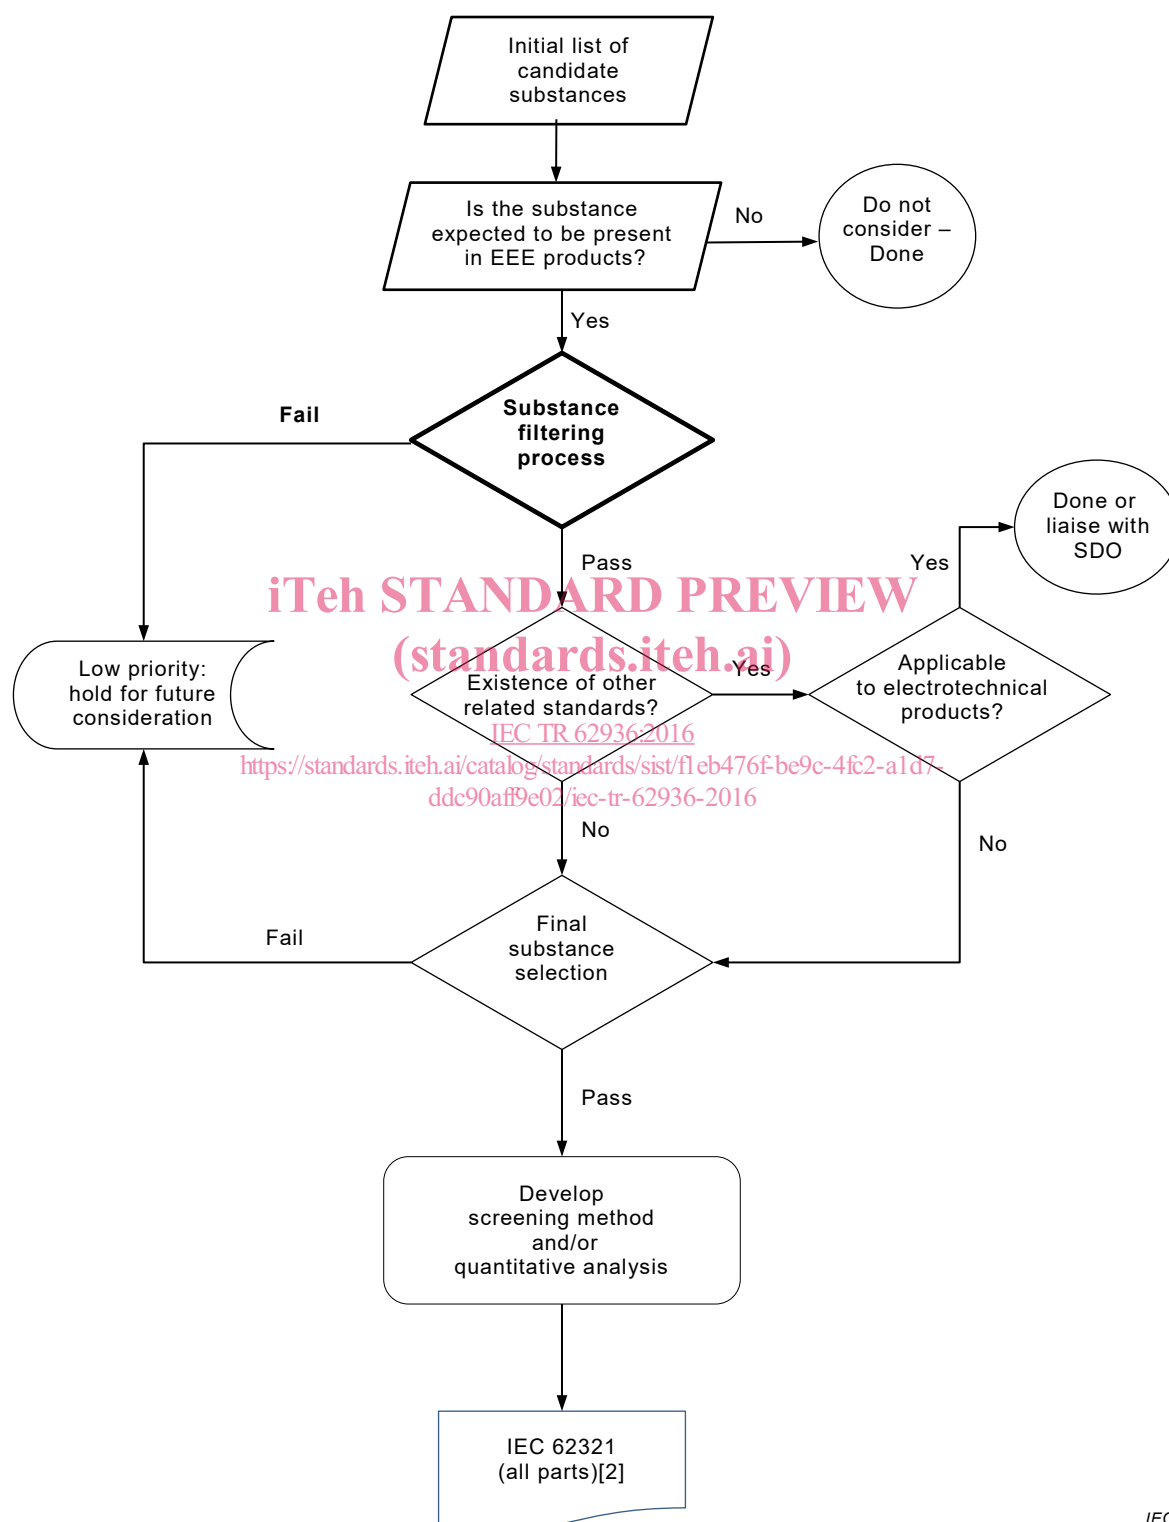 Initial list of
candidate
substances
Is the substance
expected to be present
in EEE products?
No
Do not
consider –
Done
Yes
Fail
Substance
filtering
process
Done or
liaise with
SDO
Pass
Yes
iTeh STANDARD PREVIEW
(standards.iteh.ai)
Low priority:
hold for future
consideration
Existence of other
related standards?
Yes
Applicable
to electrotechnical
products?
IEC TR 62936:2016
https://standards.iteh.ai/catalog/standards/sist/f1eb476f-be9c-4fc2-a1d7-
ddc90aff9e02/iec-tr-62936-2016
No
No
Fail
Final
substance
selection
Pass
Develop
screening method
and/or
quantitative analysis
IEC 62321
(all parts)[2]
IEC